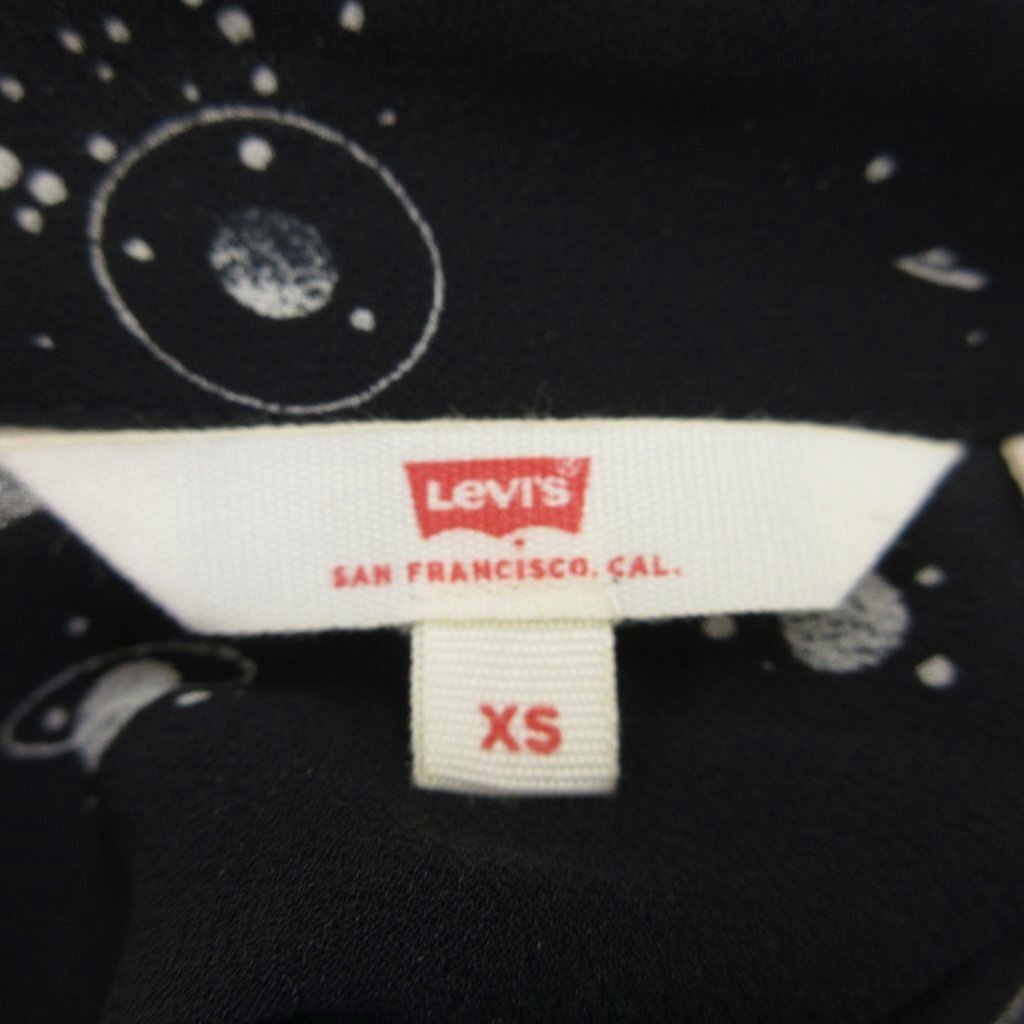 LEVI'S®
SAN FRANCISCO, CAL.
XS